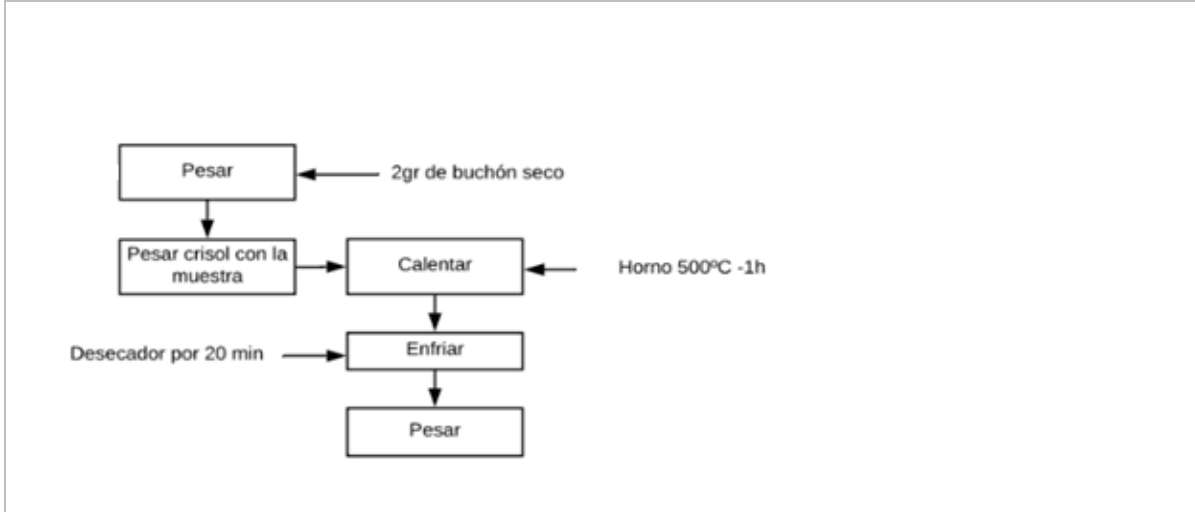 Pesar
2gr de buchón seco
Pesar crisol con la
muestra
Calentar
Horno 500ºC -1h
Desecador por 20 min
Enfriar
Pesar